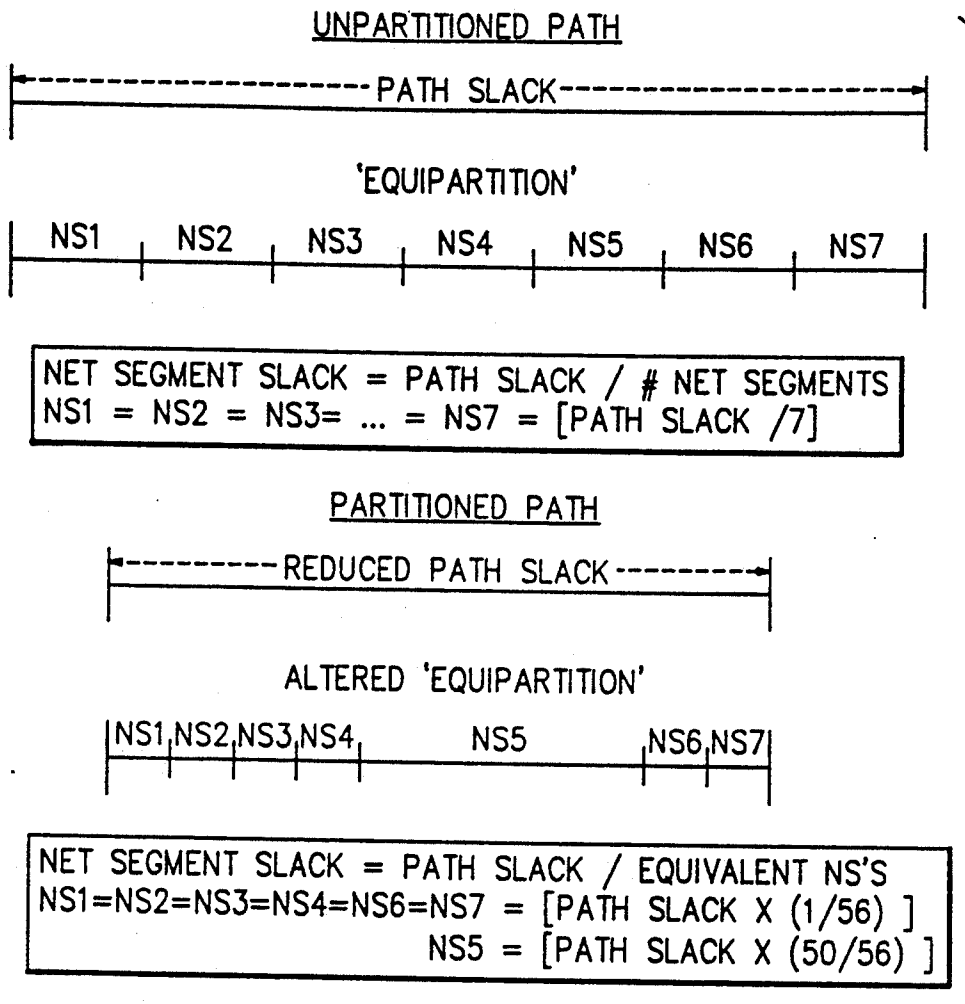 UNPARTITIONED PATH
PATH SLACK
'EQUIPARTITION'
NS1 NS2 NS3 NS4 NS5 NS6 NS7
NET SEGMENT SLACK = PATH SLACK / # NET SEGMENTS
NS1 = NS2 = NS3= ... = NS7 = [PATH SLACK /7]
PARTITIONED PATH
REDUCED PATH SLACK
ALTERED 'EQUIPARTITION'
NS1 NS2 NS3 NS4 NS5 NS6 NS7
NET SEGMENT SLACK = PATH SLACK / EQUIVALENT NS'S
NS1=NS2=NS3=NS4=NS6=NS7 = [PATH SLACK X (1/56) ]
NS5 = [PATH SLACK X (50/56) ]